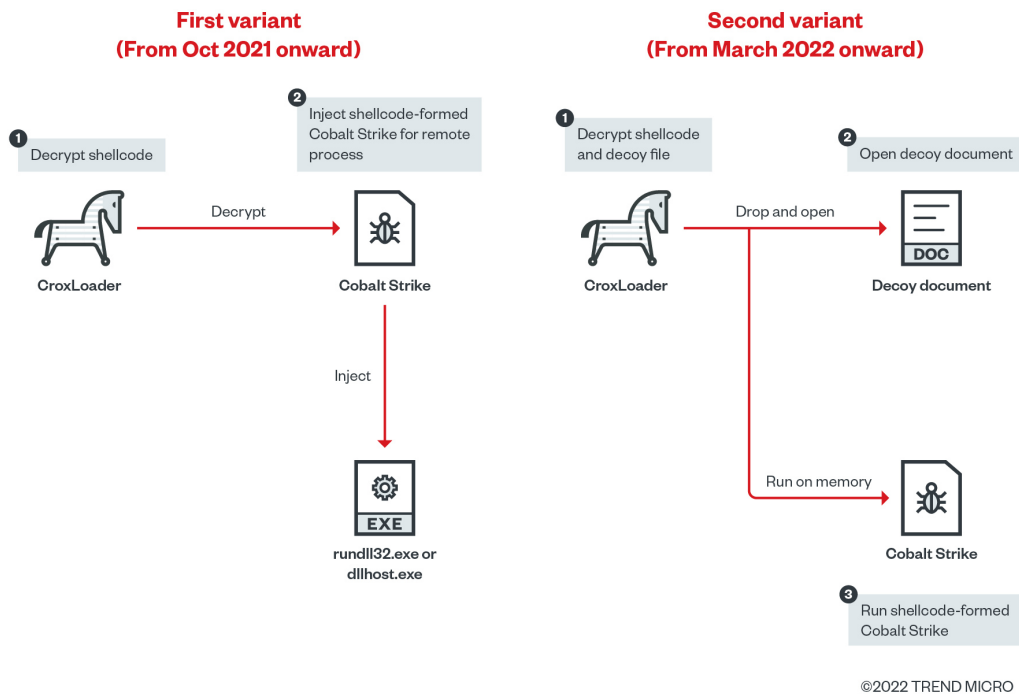 First variant
(From Oct 2021 onward)
1
Decrypt shellcode
2
Inject shellcode-formed
Cobalt Strike for remote
process
Decrypt
CroxLoader
Cobalt Strike
Inject
EXE
rundll32.exe or
dllhost.exe
Second variant
(From March 2022 onward)
1
Decrypt shellcode
and decoy file
2
Open decoy document
Drop and open
DOC
CroxLoader
Decoy document
Run on memory
Cobalt Strike
3
Run shellcode-formed
Cobalt Strike
©2022 TREND MICRO